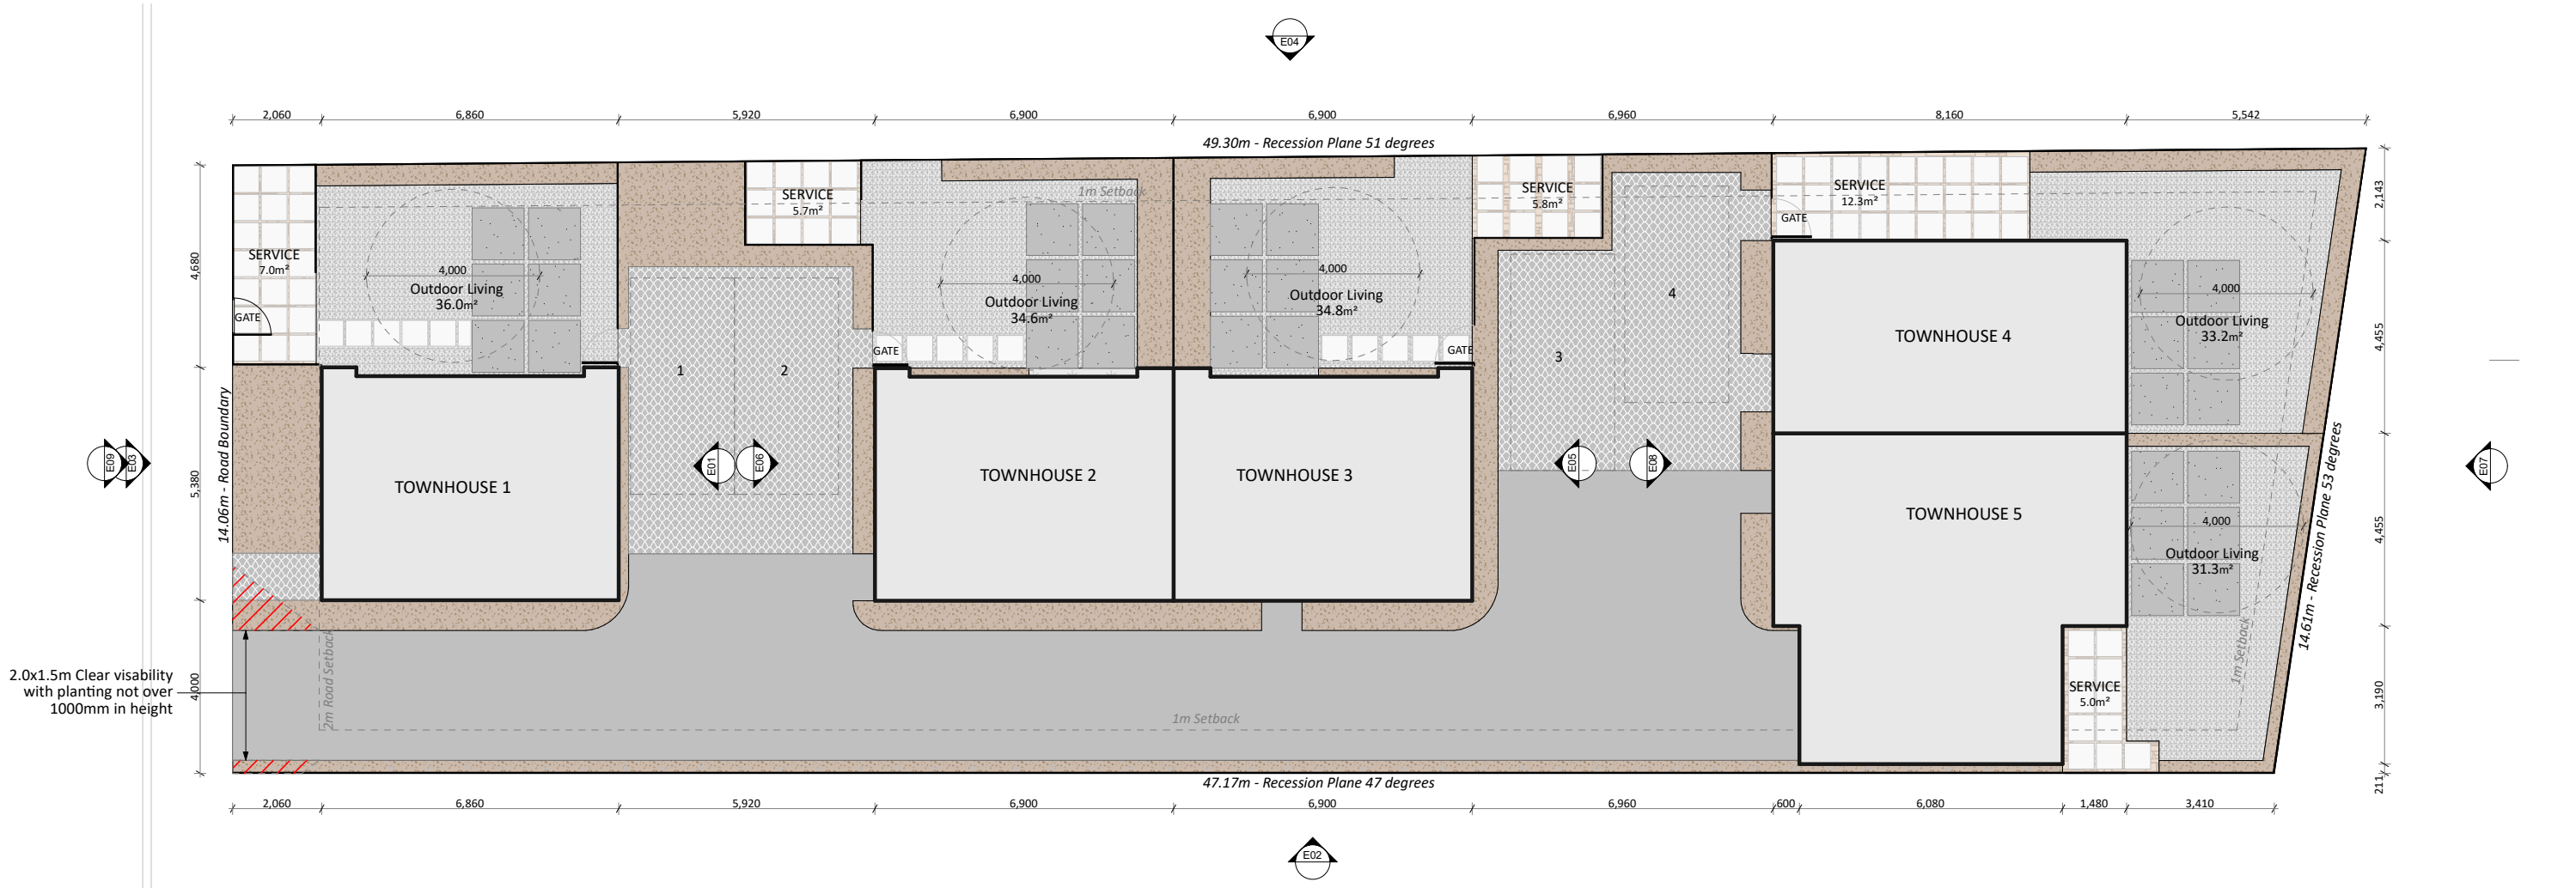 E04
2,060 6,860 5,920 6,900 6,900 6,960 8,160 5,542
49.30m - Recession Plane 51 degrees
SERVICE
7.0m²
GATE
4,000
Outdoor Living
36.0m²
SERVICE
5.7m²
1m Setback
4,000
Outdoor Living
34.6m²
GATE
4,000
Outdoor Living
34.8m²
GATE
SERVICE
5.8m²
SERVICE
12.3m²
GATE
4,000
Outdoor Living
33.2m²
1
2
3
4
TOWNHOUSE 1
TOWNHOUSE 2
TOWNHOUSE 3
TOWNHOUSE 4
TOWNHOUSE 5
4,000
Outdoor Living
31.3m²
SERVICE
5.0m²
1m Setback
E09
E03
E01
E06
E05
E08
E07
4,680
5,380
4,000
14.06m - Road Boundary
2m Road Setback
2.0x1.5m Clear visability
with planting not over
1000mm in height
1m Setback
2,143
4,455
4,455
3,190
211
14.61m - Recession Plane 53 degrees
47.17m - Recession Plane 47 degrees
2,060 6,860 5,920 6,900 6,900 6,960 600 6,080 1,480 3,410
E02